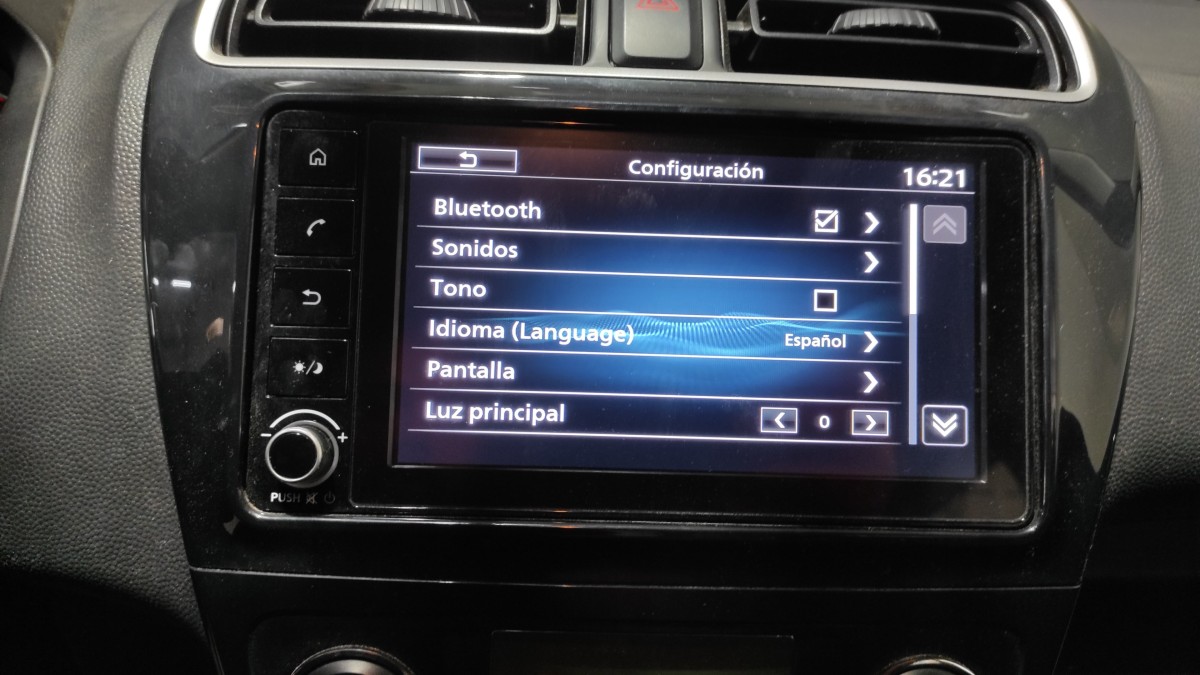 Configuración
16:21
Bluetooth
Sonidos
Tono
Idioma (Language)
Español
Pantalla
Luz principal
0
- +
PUSH